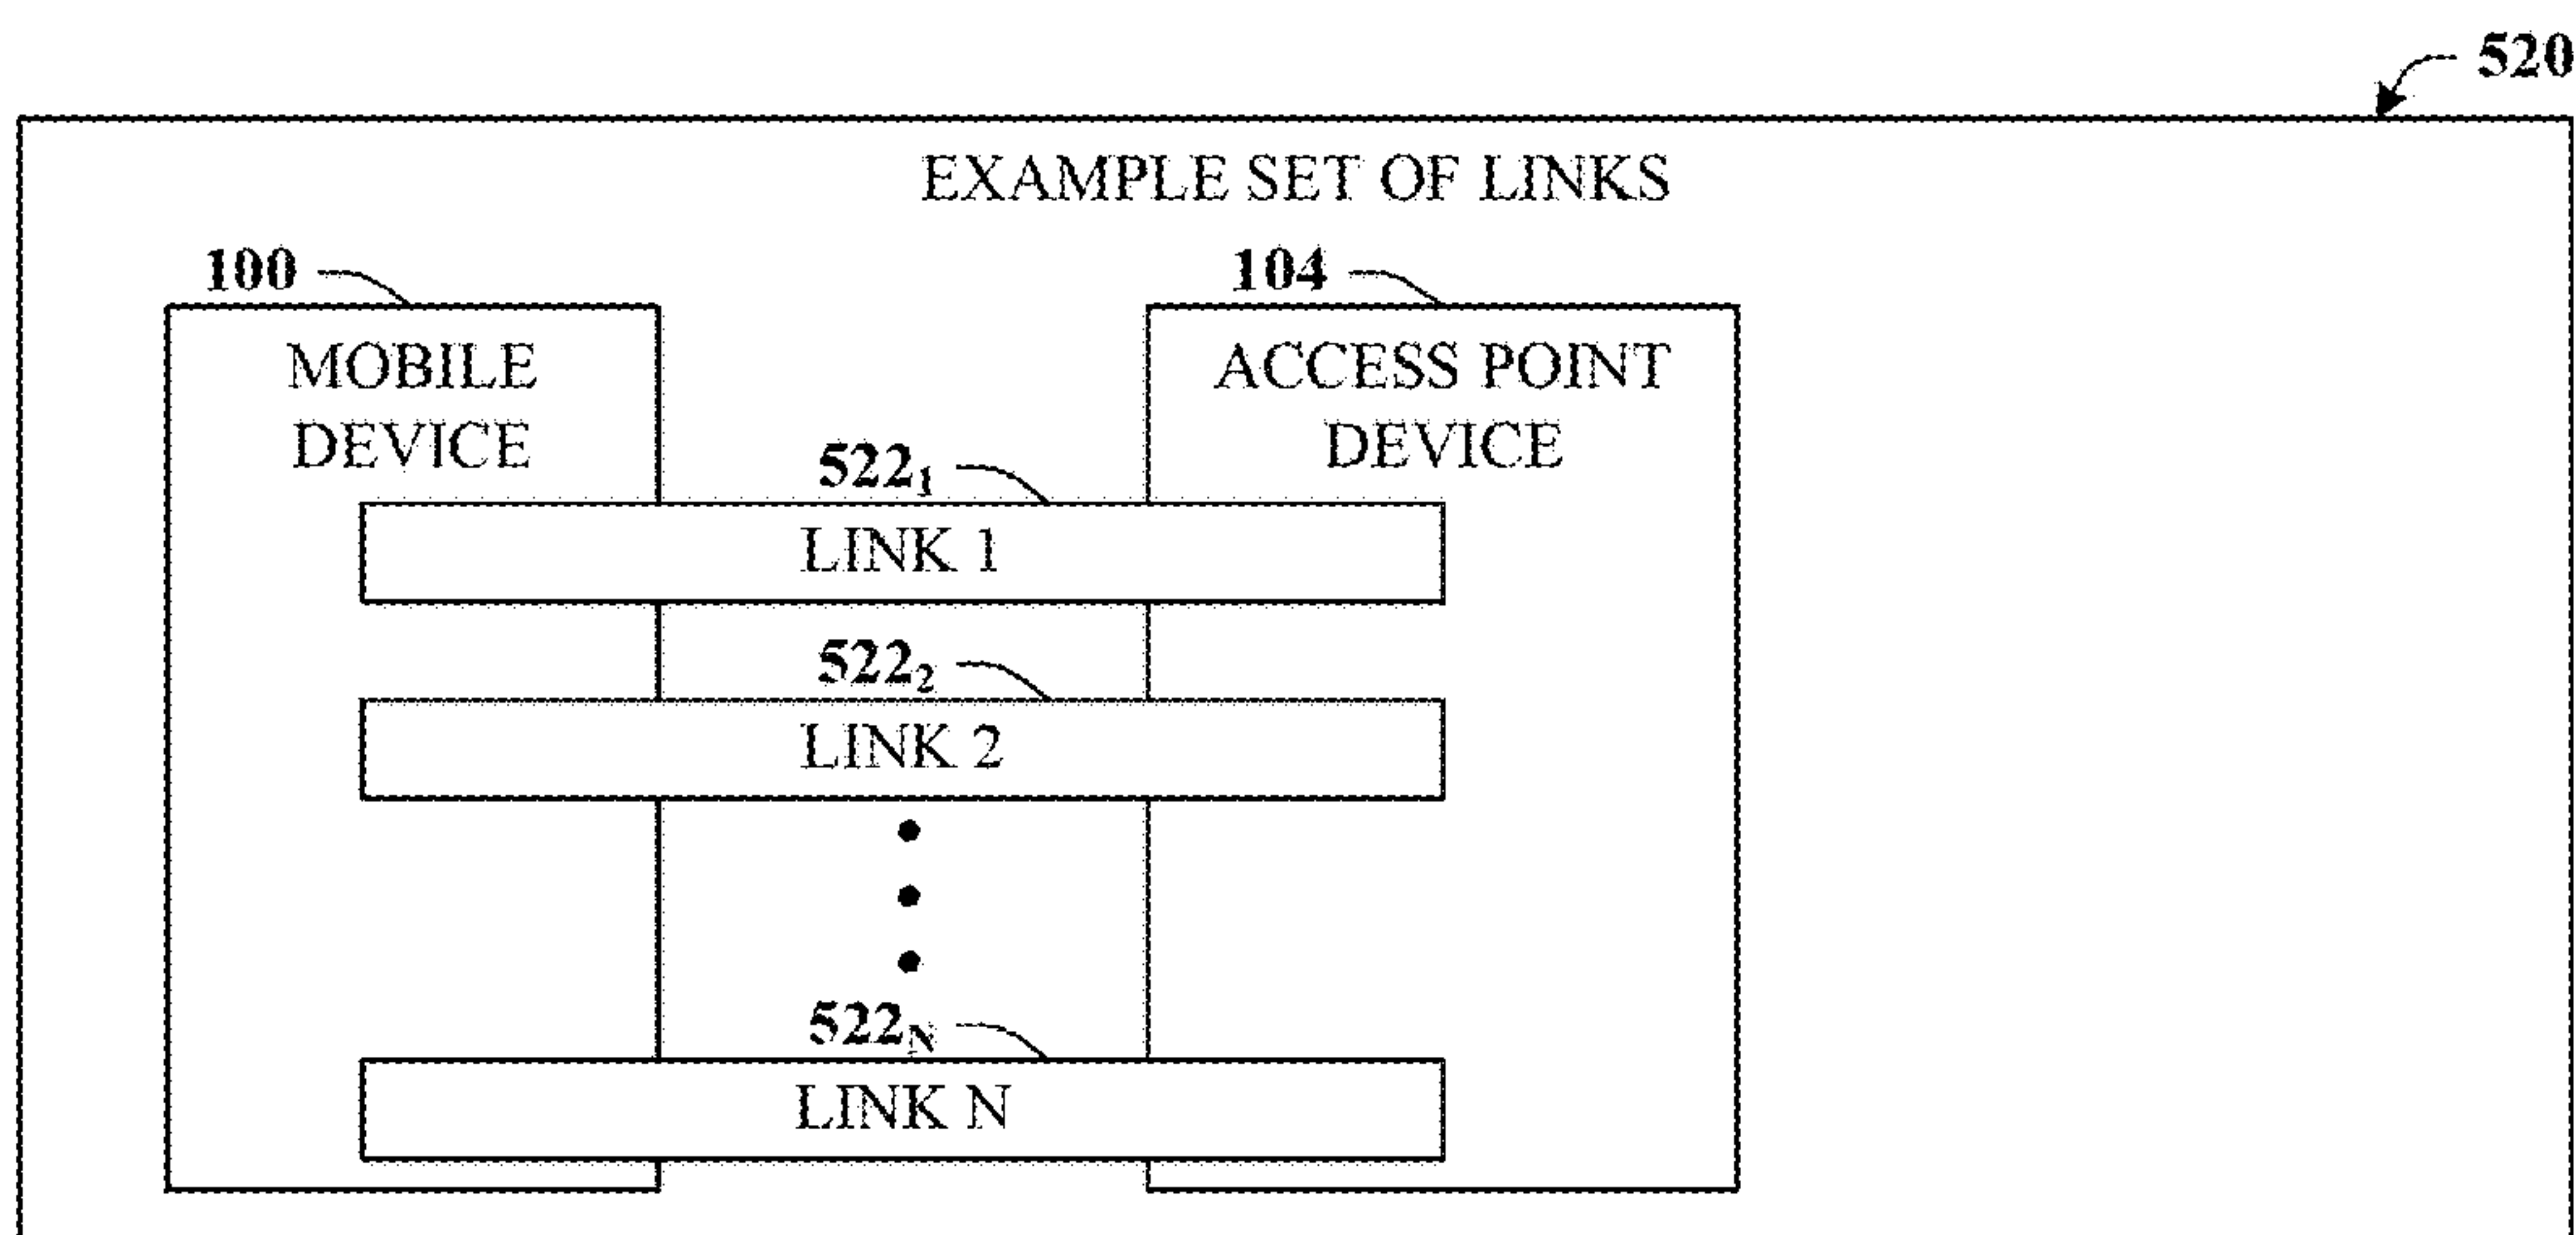 520
EXAMPLE SET OF LINKS
100
104
MOBILE
DEVICE
ACCESS POINT
DEVICE
522₁
LINK 1
522₂
LINK 2
522_N
LINK N